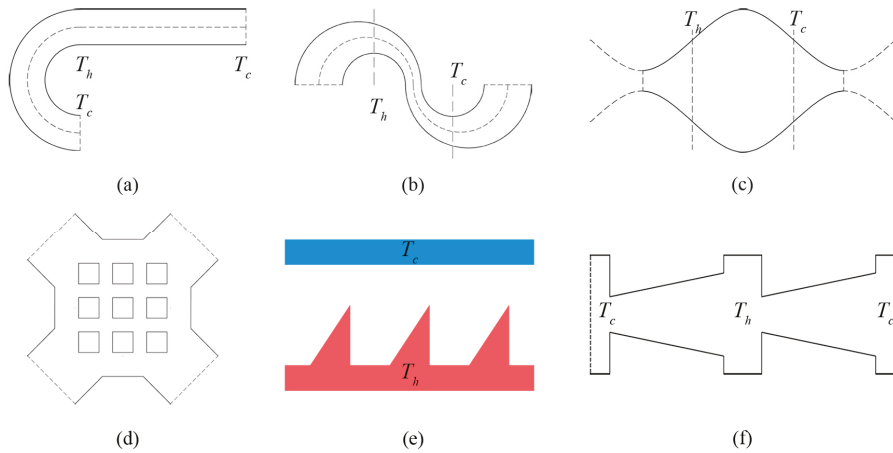 T_h T_c
T_c
(a)
T_c
T_h
(b)
T_h T_c
(c)
(d)
T_c
T_h
(e)
T_c T_h T_c
(f)